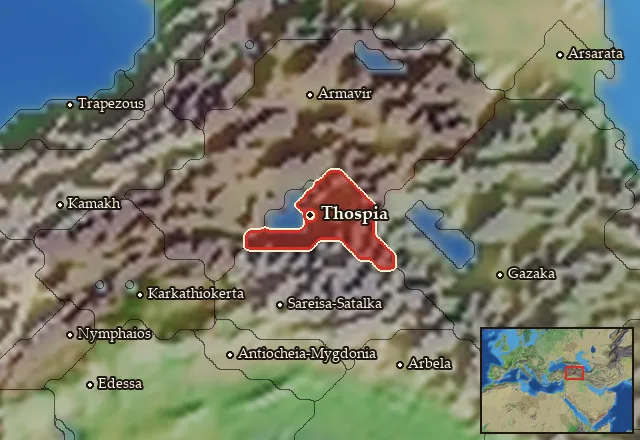 Arsarata
Armavir
Trapezous
Kamakh
Thospia
Gazaka
Karkathiokerta
Sareisa-Satalka
Nymphaios
Antiocheia-Mygdonia
Arbela
Edessa